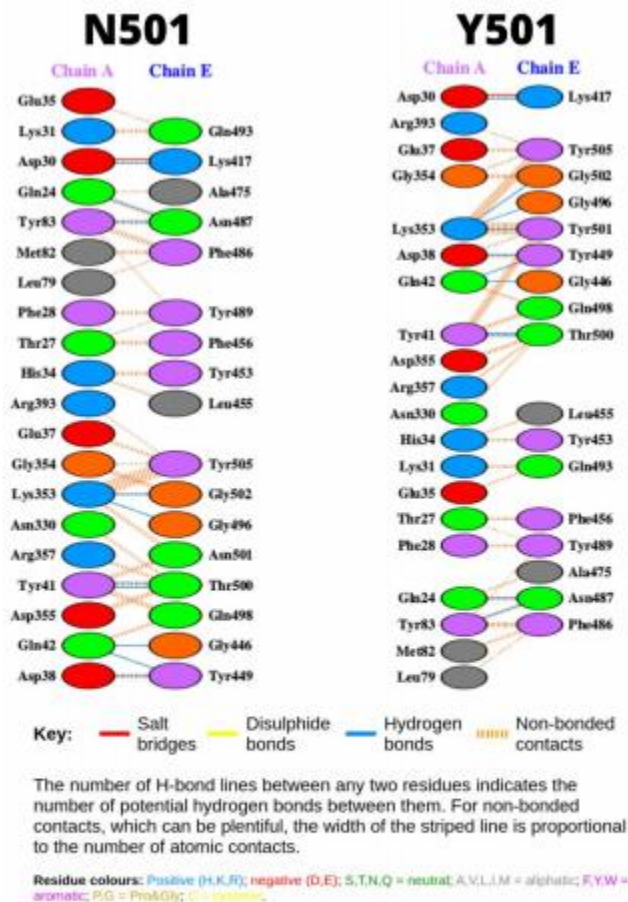 N501
Y501
Chain A Chain E
Chain A Chain E
Glu35
Lys31 Gln493
Asp30 Lys417
Gln24 Ala475
Tyr83 Asn487
Met82 Phe486
Leu79
Phe28 Tyr489
Thr27 Phe456
His34 Tyr453
Arg393 Leu455
Glu37
Gly354 Tyr505
Lys353 Gly502
Asn330 Gly496
Arg357 Asn501
Tyr41 Thr500
Asp355 Gln498
Gln42 Gly446
Asp38 Tyr449
Asp30 Lys417
Arg393
Glu37 Tyr505
Gly354 Gly502
Gly496
Lys353 Tyr501
Asp38 Tyr449
Gln42 Gly446
Gln498
Tyr41 Thr500
Asp355
Arg357
Asn330 Leu455
His34 Tyr453
Lys31 Gln493
Glu35
Thr27 Phe456
Phe28 Tyr489
Ala475
Gln24 Asn487
Tyr83 Phe486
Met82
Leu79
Key: Salt bridges Disulphide bonds Hydrogen bonds Non-bonded contacts
The number of H-bond lines between any two residues indicates the
number of potential hydrogen bonds between them. For non-bonded
contacts, which can be plentiful, the width of the striped line is proportional
to the number of atomic contacts.
Residue colours: Positive (H,K,R); negative (D,E); S,T,N,Q = neutral; A,V,L,I,M = aliphatic; F,Y,W =
aromatic; P,G = Pro&Gly; C = cysteine.